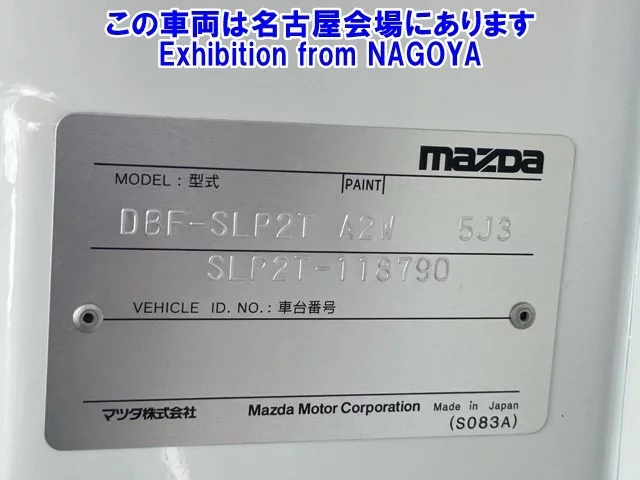 この車両は名古屋会場にあります
Exhibition from NAGOYA
mazda
MODEL : 型式 PAINT
DBF-SLP2T A2W 5J3
SLP2T-118790
VEHICLE ID. NO. : 車台番号
マツダ株式会社 Mazda Motor Corporation Made in Japan
(S083A)